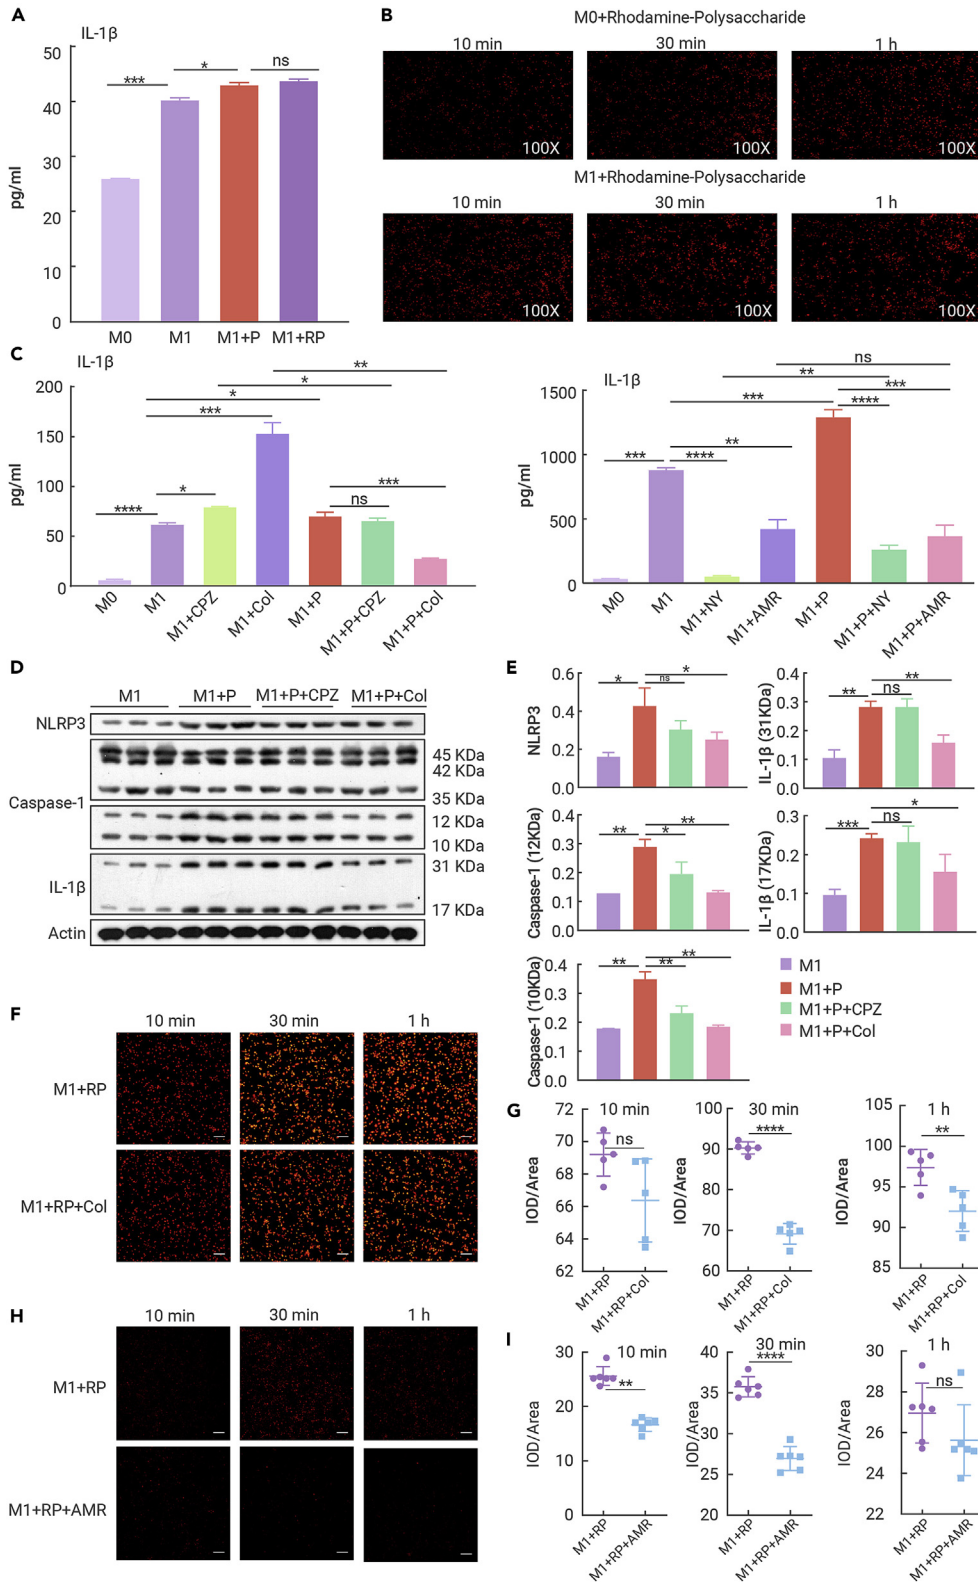 A
IL-1β
50
40
30
20
10
0
pg/ml
***
*
ns
M0
M1
M1+P
M1+RP
B
M0+Rhodamine-Polysaccharide
10 min
30 min
1 h
100X
100X
100X
M1+Rhodamine-Polysaccharide
10 min
30 min
1 h
100X
100X
100X
C
IL-1β
200
150
100
50
0
pg/ml
**
*
*
***
*
****
***
ns
M0
M1
M1+CPZ
M1+Col
M1+P
M1+P+CPZ
M1+P+Col
IL-1β
1500
1000
500
0
pg/ml
ns
**
***
***
****
**
***
****
M0
M1
M1+NY
M1+AMR
M1+P
M1+P+NY
M1+P+AMR
D
M1
M1+P
M1+P+CPZ
M1+P+Col
NLRP3
45 KDa
42 KDa
Caspase-1
35 KDa
12 KDa
10 KDa
31 KDa
IL-1β
17 KDa
Actin
E
NLRP3
0.6
0.4
0.2
0.0
*
*
ns
IL-1β (31KDa)
0.4
0.3
0.2
0.1
0.0
**
**
ns
Caspase-1 (12KDa)
0.4
0.3
0.2
0.1
0.0
**
**
*
IL-1β (17KDa)
0.3
0.2
0.1
0.0
***
*
ns
Caspase-1 (10KDa)
0.4
0.3
0.2
0.1
0.0
**
**
**
M1
M1+P
M1+P+CPZ
M1+P+Col
F
10 min
30 min
1 h
M1+RP
M1+RP+Col
G
10 min
72
70
68
66
64
62
IOD/Area
ns
M1+RP
M1+RP+Col
30 min
100
90
80
70
60
IOD/Area
****
M1+RP
M1+RP+Col
1 h
105
100
95
90
85
IOD/Area
**
M1+RP
M1+RP+Col
H
10 min
30 min
1 h
M1+RP
M1+RP+AMR
I
10 min
30
20
10
0
IOD/Area
**
M1+RP
M1+RP+AMR
30 min
40
35
30
25
20
IOD/Area
****
M1+RP
M1+RP+AMR
1 h
30
28
26
24
22
IOD/Area
ns
M1+RP
M1+RP+AMR